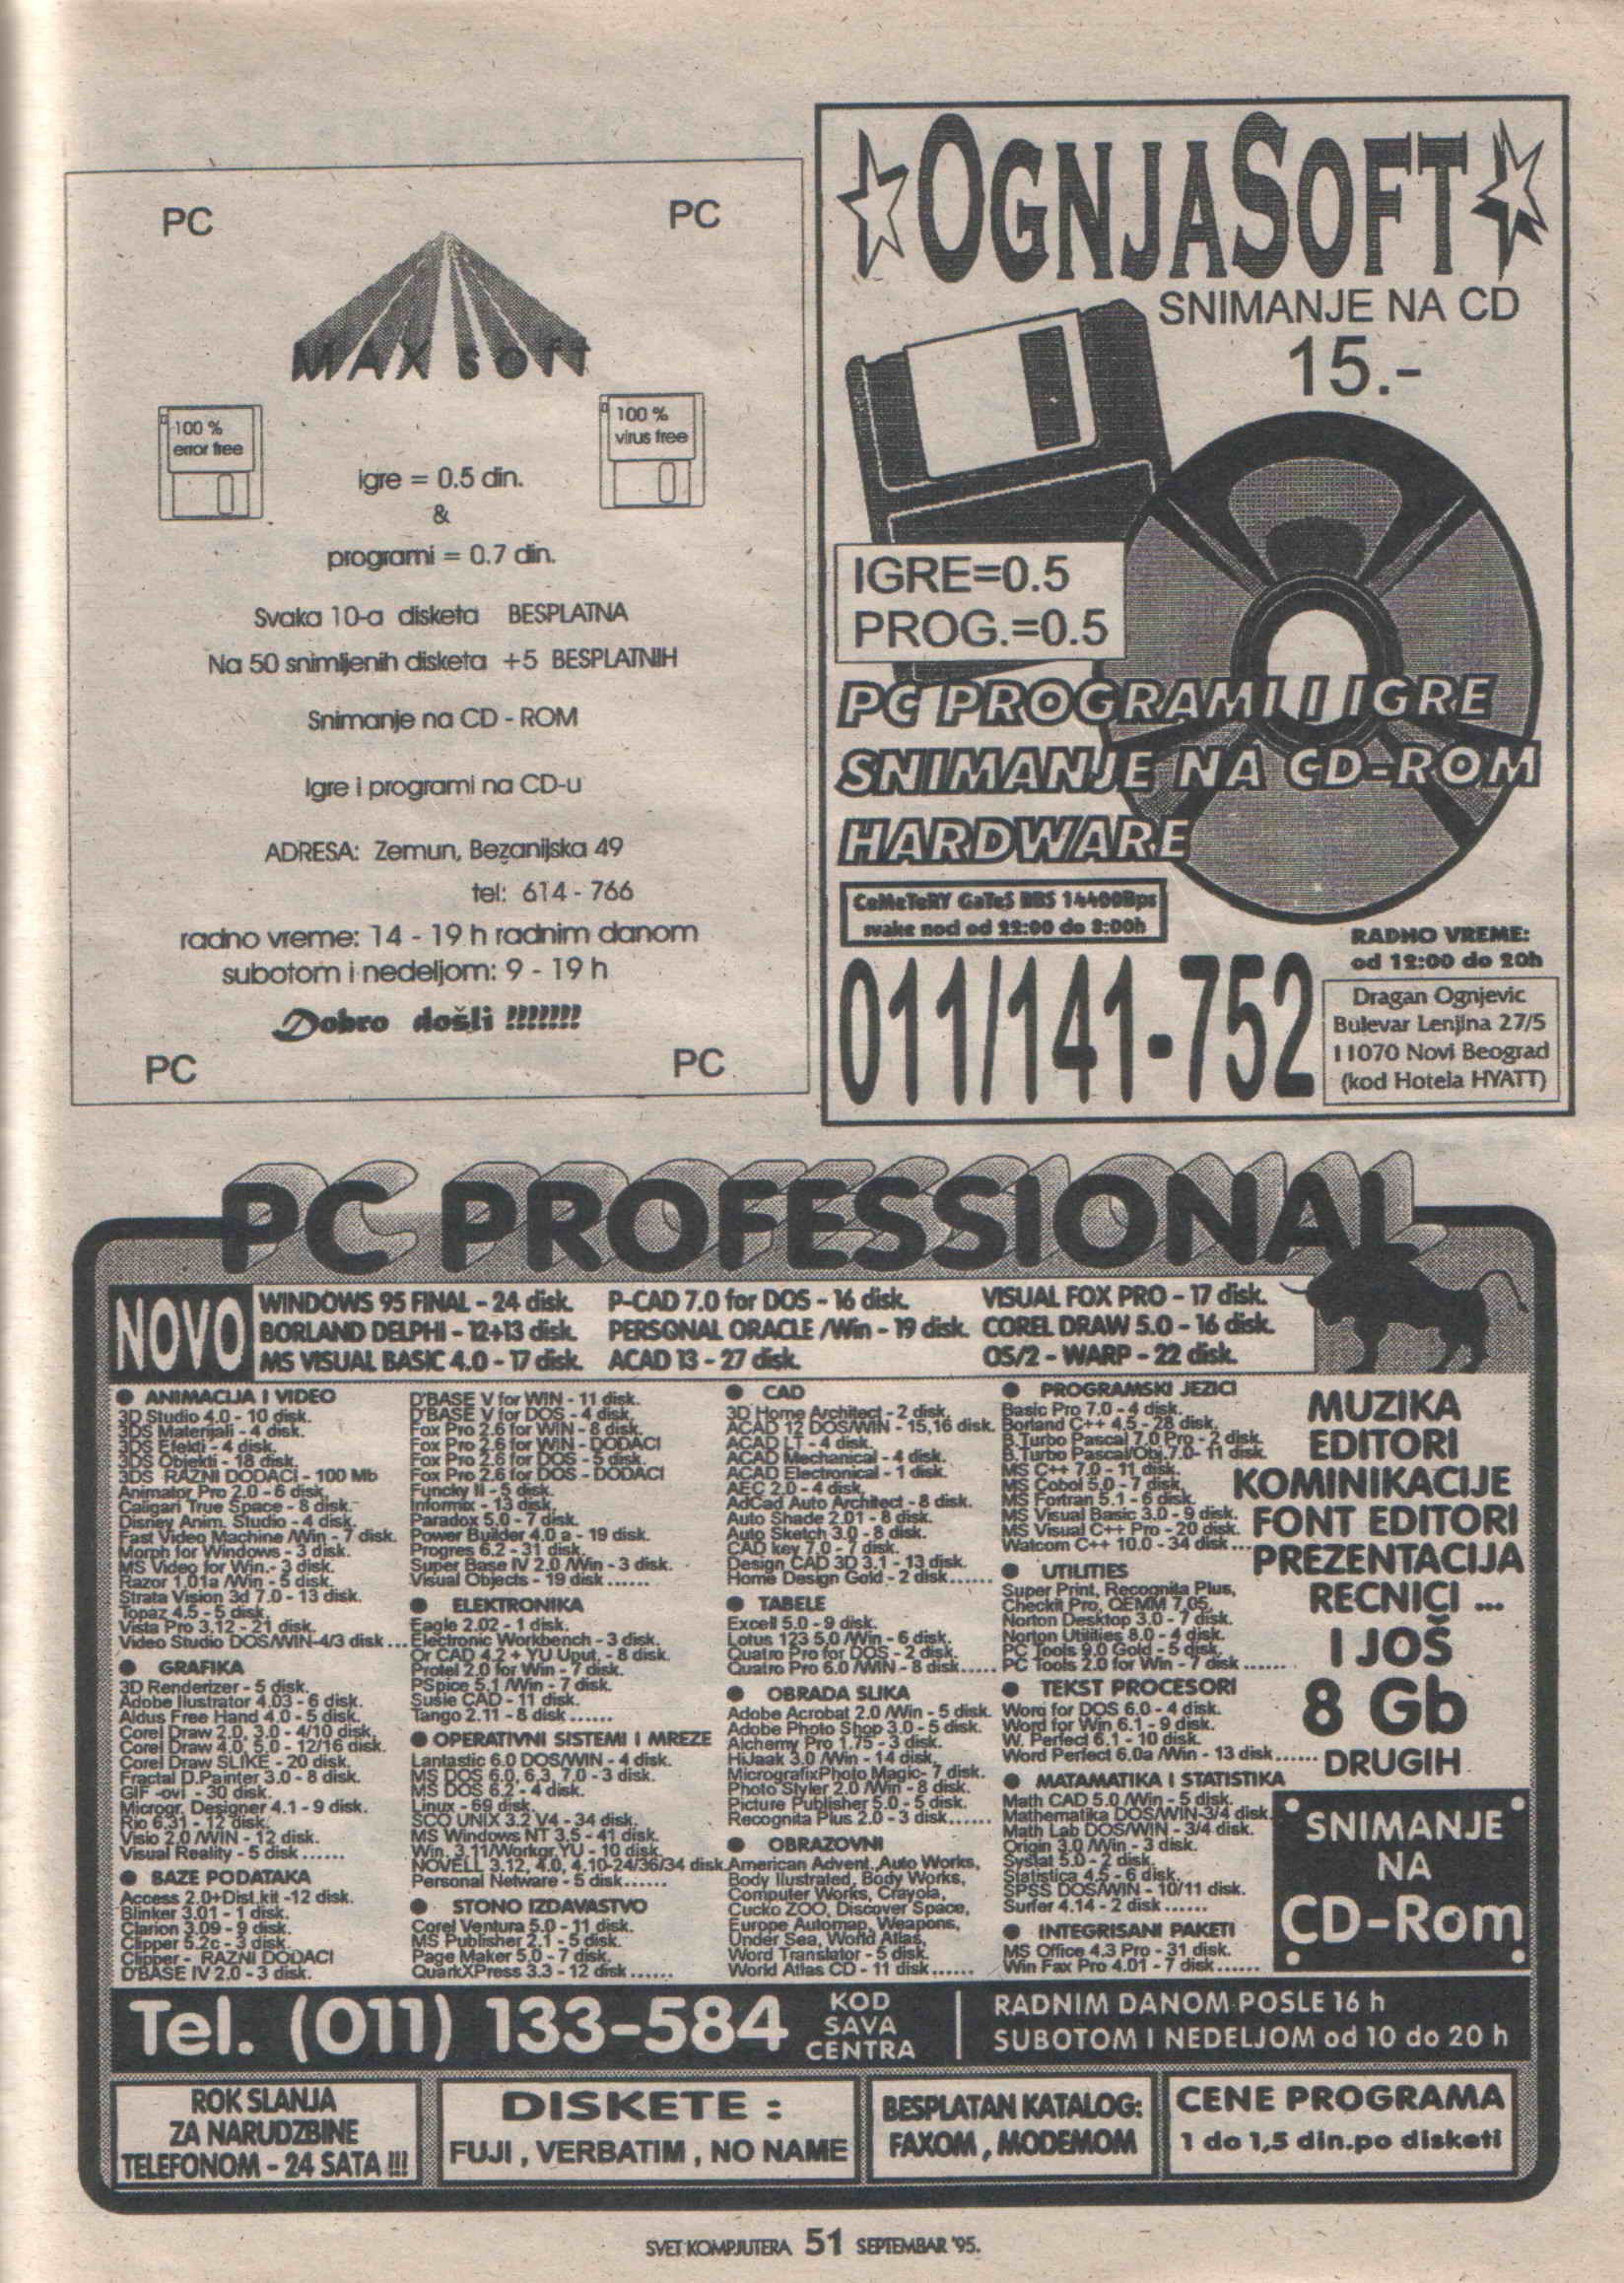 PC
PC
MAX soft
100 %
error free
100 %
virus free
igre = 0.5 din.
&
programi = 0.7 din.
Svaka 10-a disketa BESPLATNA
Na 50 snimljenih disketa +5 BESPLATNIH
Snimanje na CD - ROM
Igre i programi na CD-u
ADRESA: Zemun, Bezanijska 49
tel: 614 - 766
radno vreme: 14 - 19 h radnim danom
subotom i nedeljom: 9 - 19 h
Dobro došli !!!!!!!
PC
PC
OGNJASOFT
SNIMANJE NA CD
15.-
IGRE=0.5
PROG.=0.5
PC PROGRAMI I IGRE
SNIMANJE NA CD-ROM
HARDWARE
CeMeTeRY GaTeS BBS 14400Bps
svake noci od 22:00 do 8:00h
RADNO VREME:
od 12:00 do 20h
011/141-752
Dragan Ognjevic
Bulevar Lenjina 27/5
11070 Novi Beograd
(kod Hotela HYATT)
PC PROFESSIONAL
NOVO
WINDOWS 95 FINAL - 24 disk.
BORLAND DELPHI - 12+13 disk.
MS VISUAL BASIC 4.0 - 17 disk.
P-CAD 7.0 for DOS - 16 disk.
PERSONAL ORACLE /Win - 19 disk.
ACAD 13 - 27 disk.
VISUAL FOX PRO - 17 disk.
COREL DRAW 5.0 - 16 disk.
OS/2 - WARP - 22 disk.
● ANIMACIJA I VIDEO
3D Studio 4.0 - 10 disk.
3DS Materijali - 4 disk.
3DS Efekti - 4 disk.
3DS Objekti - 18 disk.
3DS RAZNI DODACI - 100 Mb
Animator Pro 2.0 - 6 disk.
Caligari True Space - 8 disk.
Disney Anim. Studio - 4 disk.
Fast Video Machine /Win - 7 disk.
Morph for Windows - 3 disk.
MS Video for Win.- 3 disk.
Razor 1.01a /Win - 5 disk.
Strata Vision 3d 7.0 - 13 disk.
Topaz 4.5 - 5 disk.
Vista Pro 3.12 - 21 disk.
Video Studio DOS/WIN-4/3 disk ...
● GRAFIKA
3D Renderizer - 5 disk.
Adobe Ilustrator 4.03 - 6 disk.
Aldus Free Hand 4.0 - 5 disk.
Corel Draw 2.0, 3.0 - 4/10 disk.
Corel Draw 4.0, 5.0 - 12/16 disk.
Corel Draw SLIKE - 20 disk.
Fractal D.Painter 3.0 - 8 disk.
GIF -ovi - 30 disk.
Microgr. Designer 4.1 - 9 disk.
Rio 6.31 - 12 disk.
Visio 2.0 /WIN - 12 disk.
Visual Reality - 5 disk ......
● BAZE PODATAKA
Access 2.0+Dist.kit -12 disk.
Blinker 3.01 - 1 disk.
Clarion 3.09 - 9 disk.
Clipper 5.2c - 3 disk.
Clipper - RAZNI DODACI
D'BASE IV 2.0 - 3 disk.
D'BASE V for WIN - 11 disk.
D'BASE V for DOS - 4 disk.
Fox Pro 2.6 for WIN - 8 disk.
Fox Pro 2.6 for WIN - DODACI
Fox Pro 2.6 for DOS - 5 disk.
Fox Pro 2.6 for DOS - DODACI
Funcky II - 5 disk.
Informix - 13 disk.
Paradox 5.0 - 7 disk.
Power Builder 4.0 a - 19 disk.
Progres 6.2 - 31 disk.
Super Base IV 2.0 /Win - 3 disk.
Visual Objects - 19 disk ......
● ELEKTRONIKA
Eagle 2.02 - 1 disk.
Electronic Workbench - 3 disk.
Or CAD 4.2 + YU Uput. - 8 disk.
Protel 2.0 for Win - 7 disk.
PSpice 5.1 /Win - 7 disk.
Susie CAD - 11 disk.
Tango 2.11 - 8 disk ......
● OPERATIVNI SISTEMI I MREZE
Lantastic 6.0 DOS/WIN - 4 disk.
MS DOS 6.0, 6.3, 7.0 - 3 disk.
MS DOS 6.2 - 4 disk.
Linux - 69 disk.
SCO UNIX 3.2 V4 - 34 disk.
MS Windows NT 3.5 - 41 disk.
Win. 3.11/Workgr.YU - 10 disk.
NOVELL 3.12, 4.0, 4.10-24/36/34 disk.
Personal Netware - 5 disk......
● STONO IZDAVASTVO
Corel Ventura 5.0 - 11 disk.
MS Publisher 2.1 - 5 disk.
Page Maker 5.0 - 7 disk.
QuarkXPress 3.3 - 12 disk ......
● CAD
3D Home Architect - 2 disk.
ACAD 12 DOS/WIN - 15,16 disk.
ACAD LT - 4 disk.
ACAD Mechanical - 4 disk.
ACAD Electronical - 1 disk.
AEC 2.0 - 4 disk.
AdCad Auto Architect - 8 disk.
Auto Shade 2.01 - 8 disk.
Auto Sketch 3.0 - 8 disk.
CAD key 7.0 - 7 disk.
Design CAD 3D 3.1 - 13 disk.
Home Design Gold - 2 disk......
● TABELE
Excell 5.0 - 9 disk.
Lotus 123 5.0 /Win - 6 disk.
Quatro Pro for DOS - 2 disk.
Quatro Pro 6.0 /WIN - 8 disk.....
● OBRADA SLIKA
Adobe Acrobat 2.0 /Win - 5 disk.
Adobe Photo Shop 3.0 - 5 disk.
Alchemy Pro 1.75 - 3 disk.
HiJaak 3.0 /Win - 14 disk.
MicrografixPhoto Magic- 7 disk.
Photo Styler 2.0 /Win - 8 disk.
Picture Publisher 5.0 - 5 disk.
Recognita Plus 2.0 - 3 disk......
● OBRAZOVNI
American Advent.,Auto Works,
Body Ilustrated, Body Works,
Computer Works, Crayola,
Cucko ZOO, Discover Space,
Europe Automap, Weapons,
Under Sea, World Atlas,
Word Translator - 5 disk.
World Atlas CD - 11 disk......
● PROGRAMSKI JEZICI
Basic Pro 7.0 - 4 disk.
Borland C++ 4.5 - 28 disk.
B.Turbo Pascal 7.0 Pro - 2 disk.
B.Turbo Pascal/Obj.7.0- 11 disk.
MS C++ 7.0 - 11 disk.
MS Cobol 5.0 - 7 disk.
MS Fortran 5.1 - 6 disk.
MS Visual Basic 3.0 - 9 disk.
MS Visual C++ Pro - 20 disk.
Watcom C++ 10.0 - 34 disk ...
● UTILITIES
Super Print, Recognita Plus,
Checkit Pro, QEMM 7.05,
Norton Desktop 3.0 - 7 disk.
Norton Utilities 8.0 - 4 disk.
PC Tools 9.0 Gold - 5 disk.
PC Tools 2.0 for Win - 7 disk ......
● TEKST PROCESORI
Word for DOS 6.0 - 4 disk.
Word for Win 6.1 - 9 disk.
W. Perfect 6.1 - 10 disk.
Word Perfect 6.0a /Win - 13 disk......
● MATAMATIKA I STATISTIKA
Math CAD 5.0 /Win - 5 disk.
Mathematika DOS/WIN-3/4 disk.
Math Lab DOS/WIN - 3/4 disk.
Origin 3.0 /Win - 3 disk.
Systat 5.0 - 2 disk.
Statistica 4.5 - 6 disk.
SPSS DOS/WIN - 10/11 disk.
Surfer 4.14 - 2 disk......
● INTEGRISANI PAKETI
MS Office 4.3 Pro - 31 disk.
Win Fax Pro 4.01 - 7 disk......
MUZIKA
EDITORI
KOMINIKACIJE
FONT EDITORI
PREZENTACIJA
RECNICI ...
I JOŠ
8 Gb
DRUGIH
SNIMANJE
NA
CD-Rom
Tel. (011) 133-584
KOD
SAVA
CENTRA
RADNIM DANOM POSLE 16 h
SUBOTOM I NEDELJOM od 10 do 20 h
ROK SLANJA
ZA NARUDZBINE
TELEFONOM - 24 SATA !!!
DISKETE :
FUJI , VERBATIM , NO NAME
BESPLATAN KATALOG:
FAXOM , MODEMOM
CENE PROGRAMA
1 do 1,5 din.po disketi
SVET KOMPJUTERA 51 SEPTEMBAR '95.